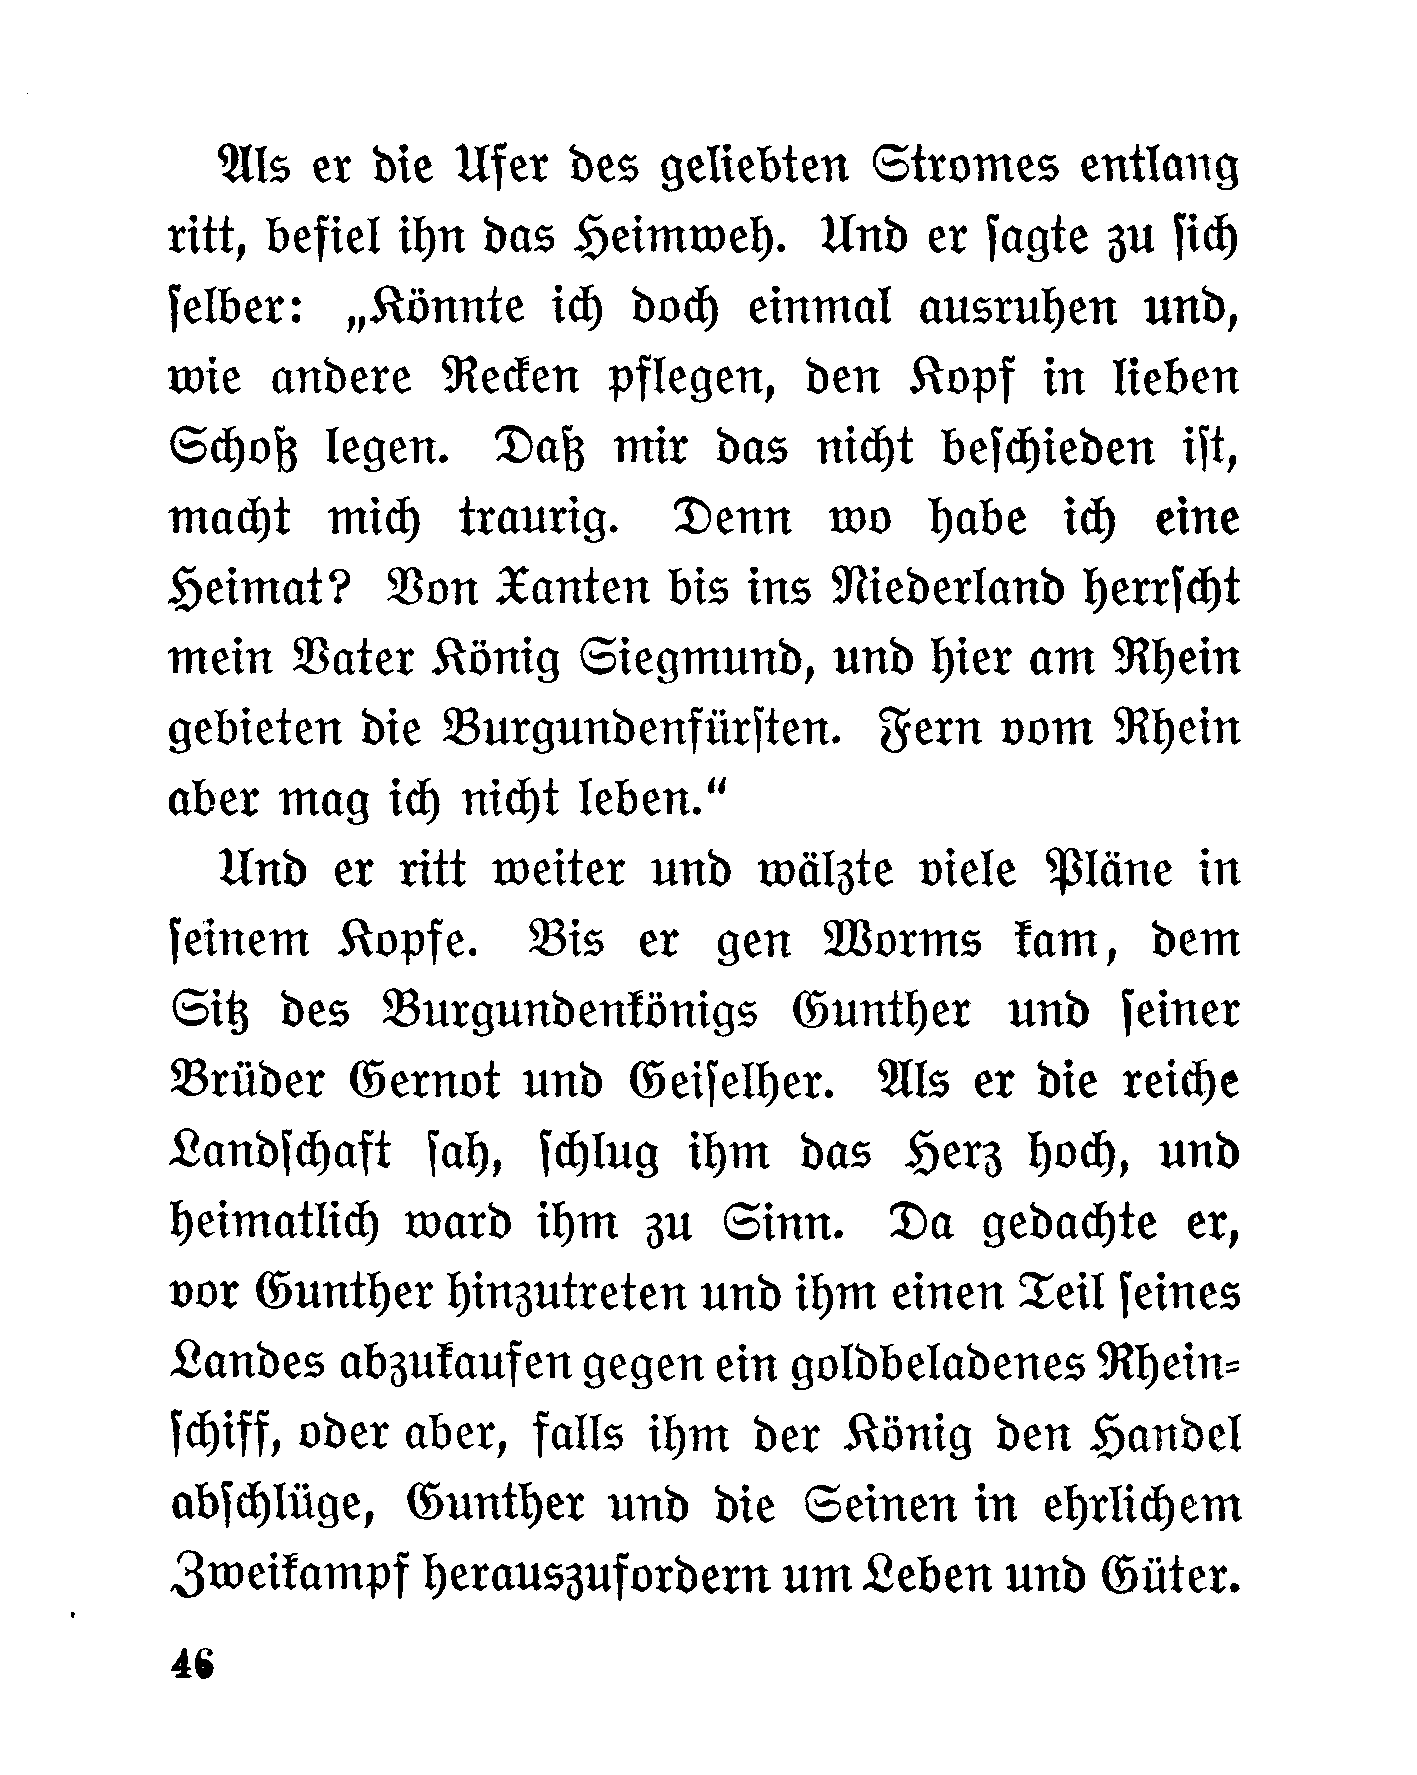 Als er die Ufer des geliebten Stromes entlang
ritt, befiel ihn das Heimweh. Und er ſagte zu ſich
ſelber: „Könnte ich doch einmal ausruhen und,
wie andere Recken pflegen, den Kopf in lieben
Schoß legen. Daß mir das nicht beſchieden iſt,
macht mich traurig. Denn wo habe ich eine
Heimat? Von Xanten bis ins Niederland herrſcht
mein Vater König Siegmund, und hier am Rhein
gebieten die Burgundenfürſten. Fern vom Rhein
aber mag ich nicht leben.“
Und er ritt weiter und wälzte viele Pläne in
ſeinem Kopfe. Bis er gen Worms kam, dem
Sitz des Burgundenkönigs Gunther und ſeiner
Brüder Gernot und Geiſelher. Als er die reiche
Landſchaft ſah, ſchlug ihm das Herz hoch, und
heimatlich ward ihm zu Sinn. Da gedachte er,
vor Gunther hinzutreten und ihm einen Teil ſeines
Landes abzukaufen gegen ein goldbeladenes Rhein⸗
ſchiff, oder aber, falls ihm der König den Handel
abſchlüge, Gunther und die Seinen in ehrlichem
Zweikampf herauszufordern um Leben und Güter.
46